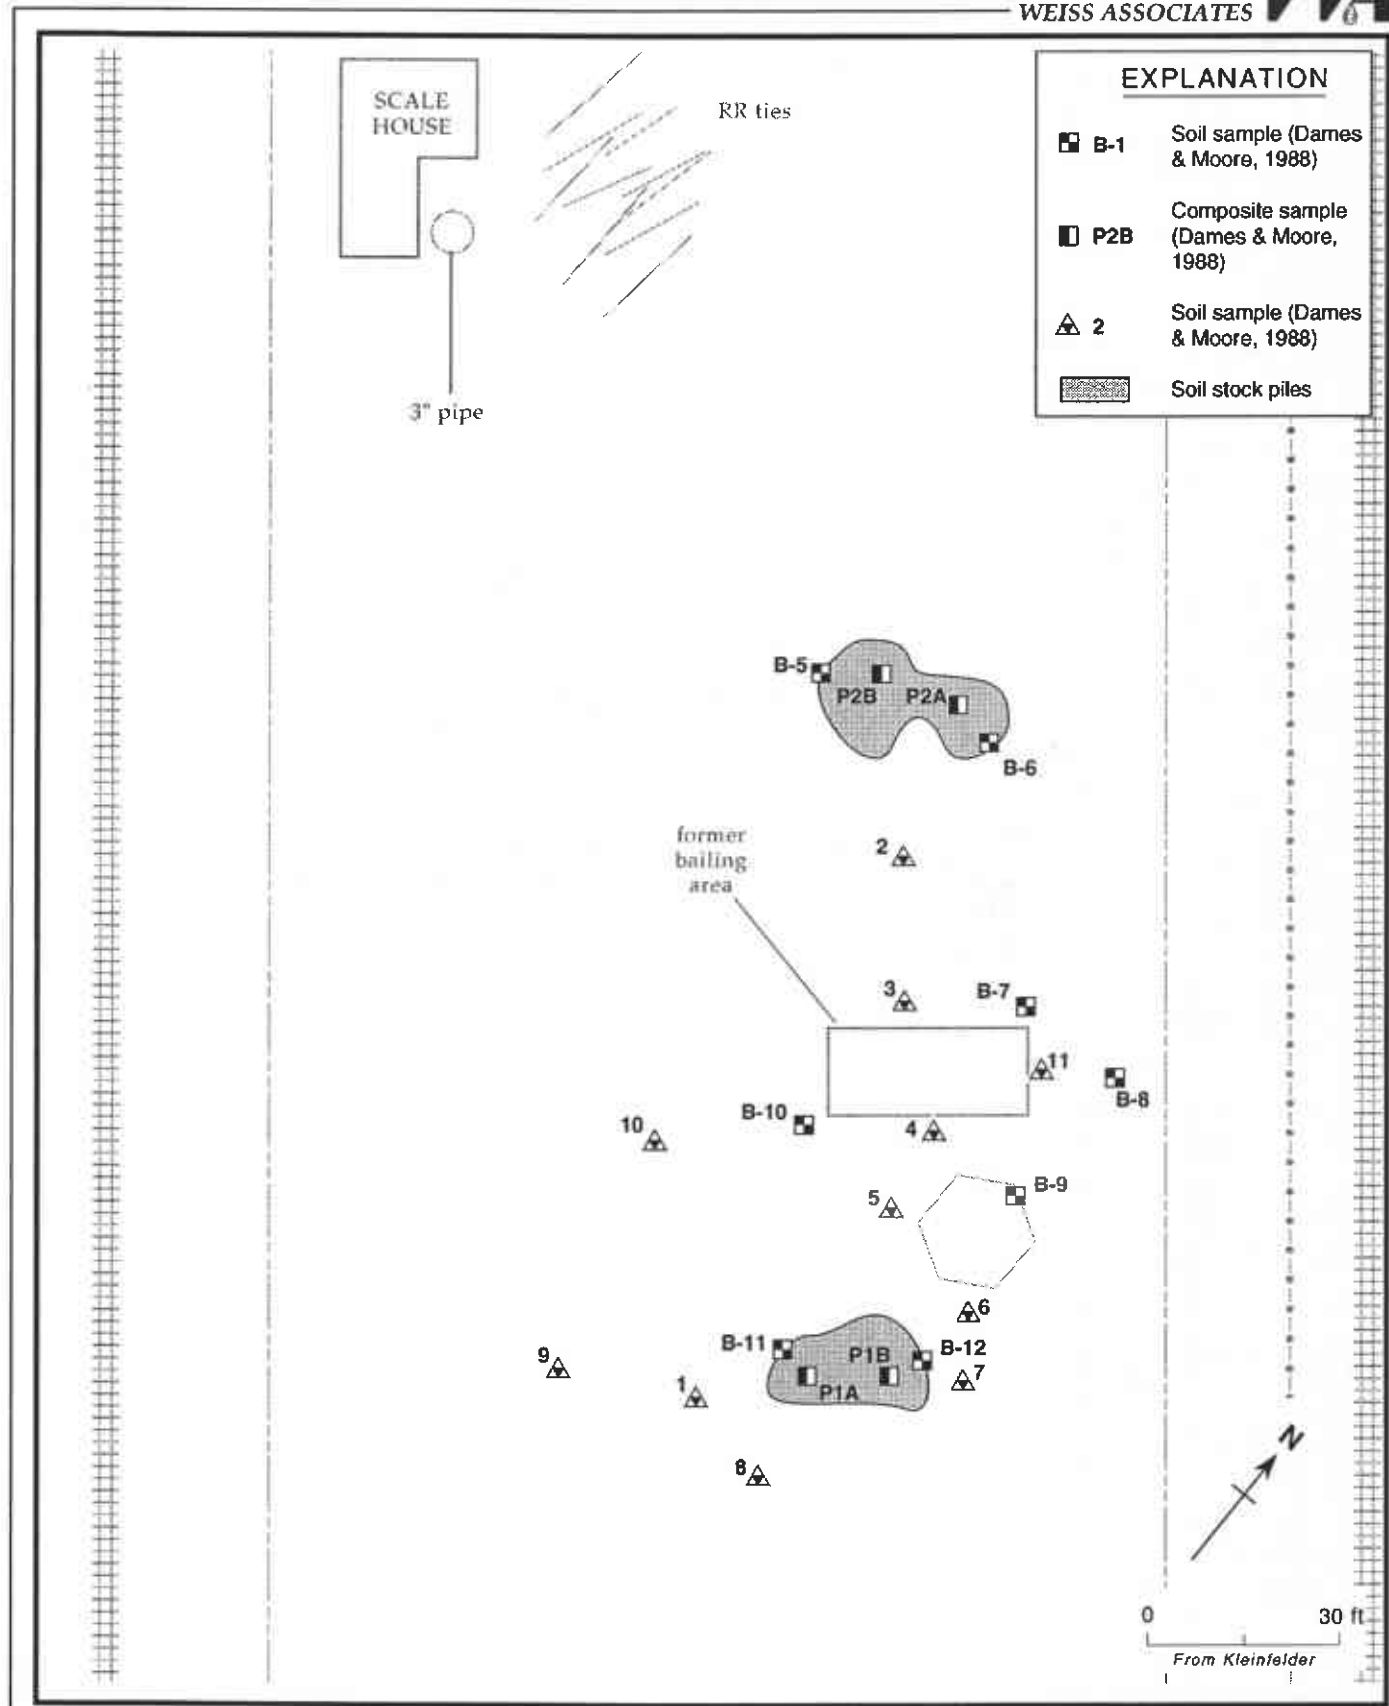 WEISS ASSOCIATES
SCALE
HOUSE
RR ties
3" pipe
EXPLANATION
B-1
Soil sample (Dames
& Moore, 1988)
P2B
Composite sample
(Dames & Moore,
1988)
2
Soil sample (Dames
& Moore, 1988)
Soil stock piles
B-5
P2B
P2A
B-6
former
bailing
area
2
3
B-7
11
B-8
B-10
10
4
5
B-9
6
B-11
P1B
B-12
9
P1A
7
1
8
N
0
30 ft
From Kleinfelder